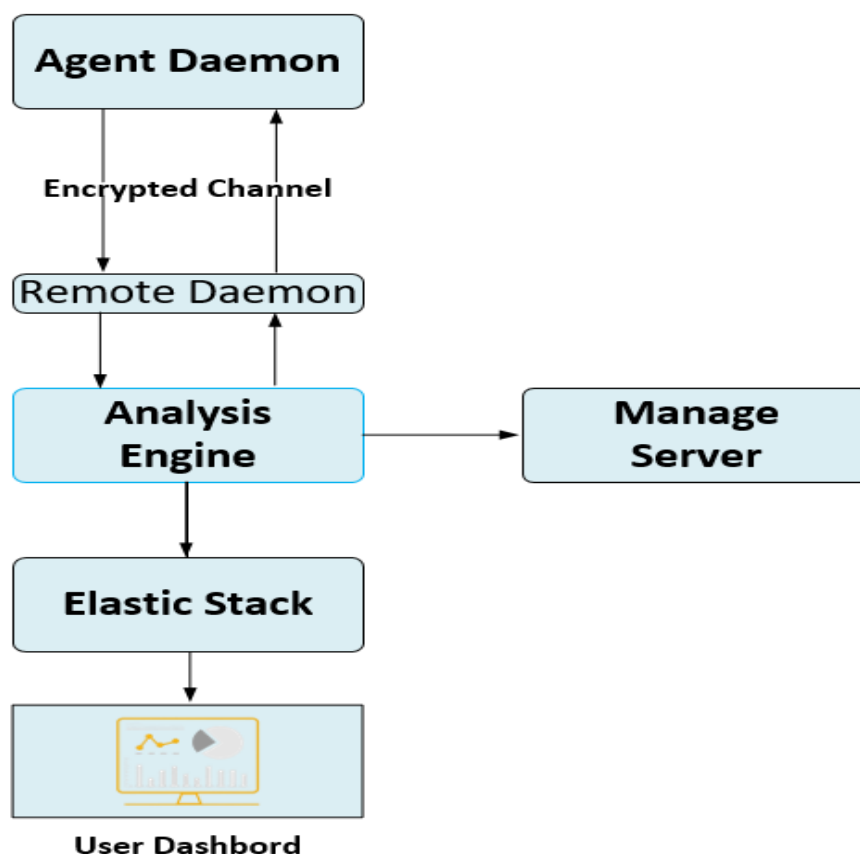 Agent Daemon
Encrypted Channel
Remote Daemon
Analysis
Engine
Manage
Server
Elastic Stack
User Dashbord